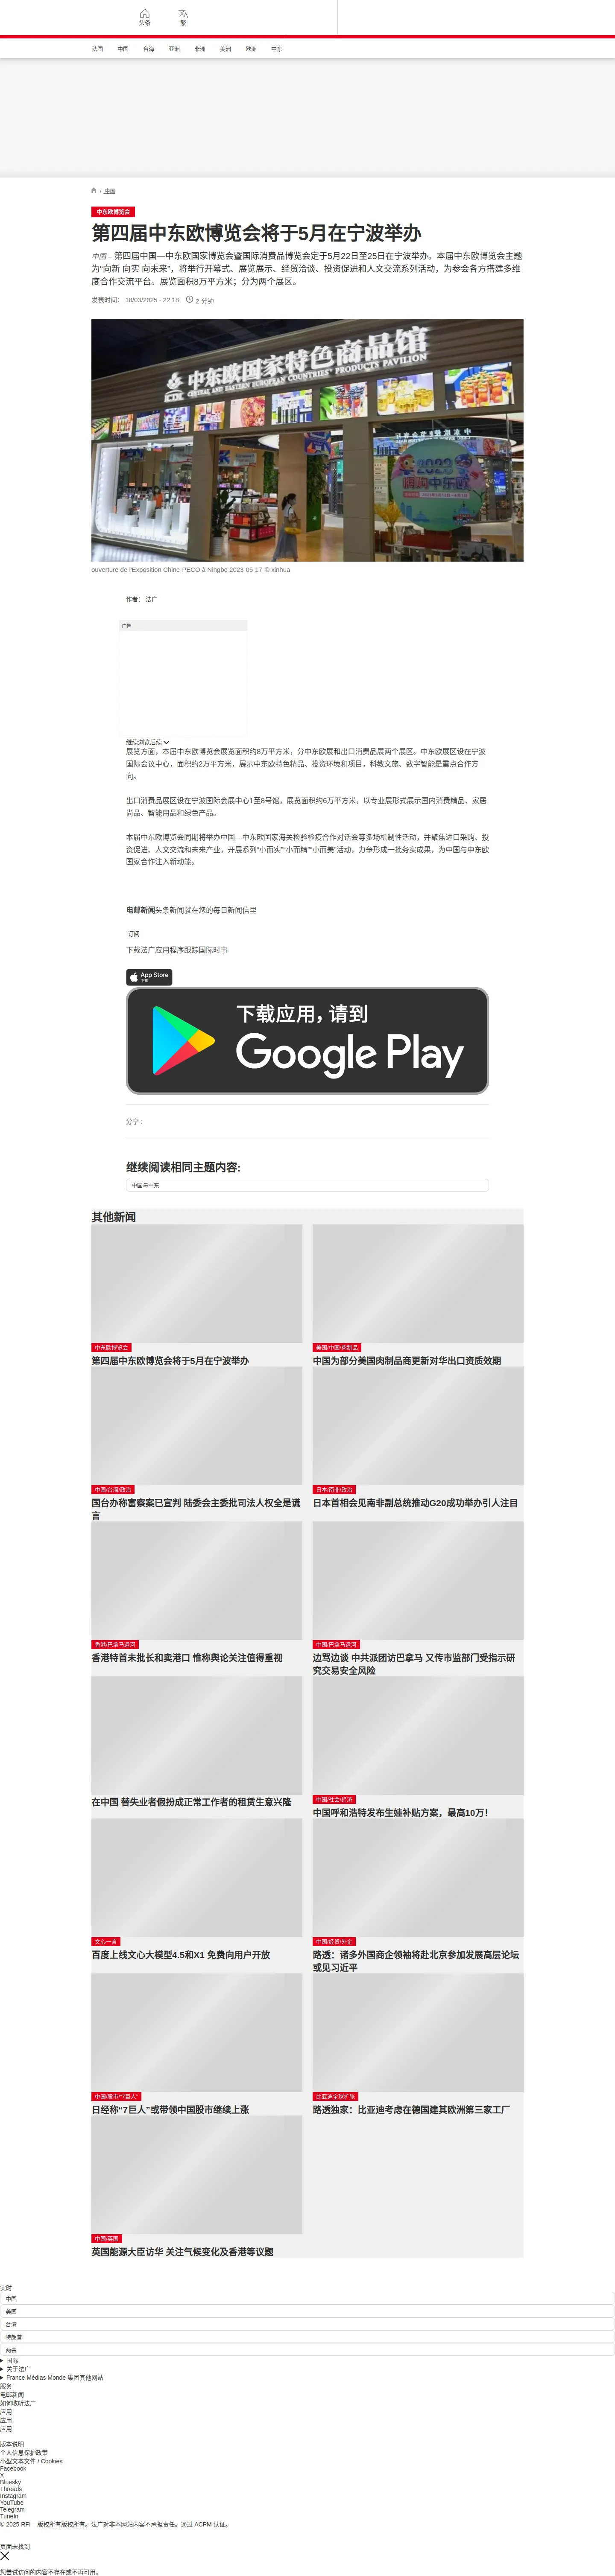 头条
繁
法国
中国
台海
亚洲
非洲
美洲
欧洲
中东
/ 中国
中东欧博览会
第四届中东欧博览会将于5月在宁波举办
中国 – 第四届中国—中东欧国家博览会暨国际消费品博览会定于5月22日至25日在宁波举办。本届中东欧博览会主题
为“向新 向实 向未来”，将举行开幕式、展览展示、经贸洽谈、投资促进和人文交流系列活动，为参会各方搭建多维
度合作交流平台。展览面积8万平方米；分为两个展区。
发表时间： 18/03/2025 - 22:18
2 分钟
中东欧国家特色商品馆
CENTRAL AND EASTERN EUROPEAN COUNTRIES' PRODUCTS PAVILION
2023
ouverture de l'Exposition Chine-PECO à Ningbo 2023-05-17 © xinhua
作者： 法广
广告
继续浏览后续
展览方面，本届中东欧博览会展览面积约8万平方米，分中东欧展和出口消费品展两个展区。中东欧展区设在宁波
国际会议中心，面积约2万平方米，展示中东欧特色精品、投资环境和项目，科教文旅、数字智能是重点合作方
向。
出口消费品展区设在宁波国际会展中心1至8号馆，展览面积约6万平方米，以专业展形式展示国内消费精品、家居
尚品、智能用品和绿色产品。
本届中东欧博览会同期将举办中国—中东欧国家海关检验检疫合作对话会等多场机制性活动，并聚焦进口采购、投
资促进、人文交流和未来产业，开展系列“小而实”“小而精”“小而美”活动，力争形成一批务实成果，为中国与中东欧
国家合作注入新动能。
电邮新闻头条新闻就在您的每日新闻信里
订阅
下载法广应用程序跟踪国际时事
App Store
下载
下载应用，请到
Google Play
分享 :
继续阅读相同主题内容:
中国与中东
其他新闻
中东欧博览会
第四届中东欧博览会将于5月在宁波举办
美国/中国/肉制品
中国为部分美国肉制品商更新对华出口资质效期
中国/台湾/政治
国台办称富察案已宣判 陆委会主委批司法人权全是谎
言
日本/南非/政治
日本首相会见南非副总统推动G20成功举办引人注目
香港/巴拿马运河
香港特首未批长和卖港口 惟称舆论关注值得重视
中国/巴拿马运河
边骂边谈 中共派团访巴拿马 又传市监部门受指示研
究交易安全风险
在中国 替失业者假扮成正常工作者的租赁生意兴隆
中国/社会/经济
中国呼和浩特发布生娃补贴方案，最高10万！
文心一言
百度上线文心大模型4.5和X1 免费向用户开放
中国/经贸/外企
路透：诸多外国商企领袖将赴北京参加发展高层论坛
或见习近平
中国/股市/“7巨人”
日经称“7巨人”或带领中国股市继续上涨
比亚迪全球扩张
路透独家：比亚迪考虑在德国建其欧洲第三家工厂
中国/英国
英国能源大臣访华 关注气候变化及香港等议题
实时
中国
美国
台湾
特朗普
两会
国际
关于法广
France Médias Monde 集团其他网站
服务
电邮新闻
如何收听法广
应用
应用
应用
版本说明
个人信息保护政策
小型文本文件 / Cookies
Facebook
X
Bluesky
Threads
Instagram
YouTube
Telegram
TuneIn
© 2025 RFI – 版权所有版权所有。法广对非本网站内容不承担责任。通过 ACPM 认证。
页面未找到
您尝试访问的内容不存在或不再可用。